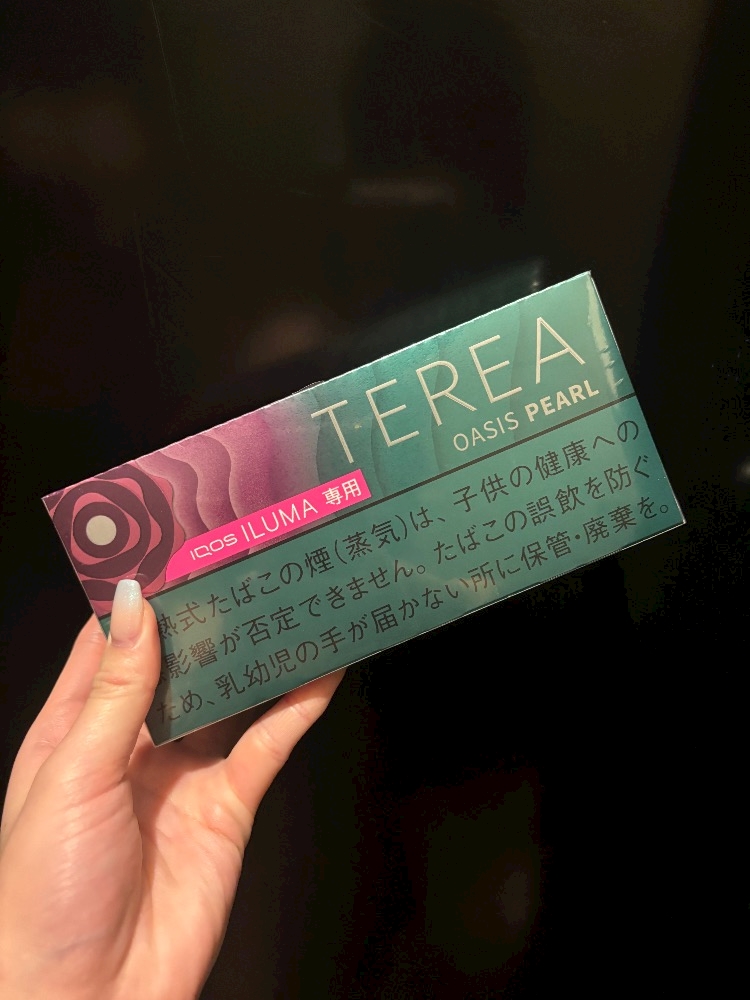 TEREA
OASIS PEARL
IQOS ILUMA 専用
熱式たばこの煙(蒸気)は、子供の健康への
影響が否定できません。たばこの誤飲を防ぐ
ため、乳幼児の手が届かない所に保管・廃棄を。